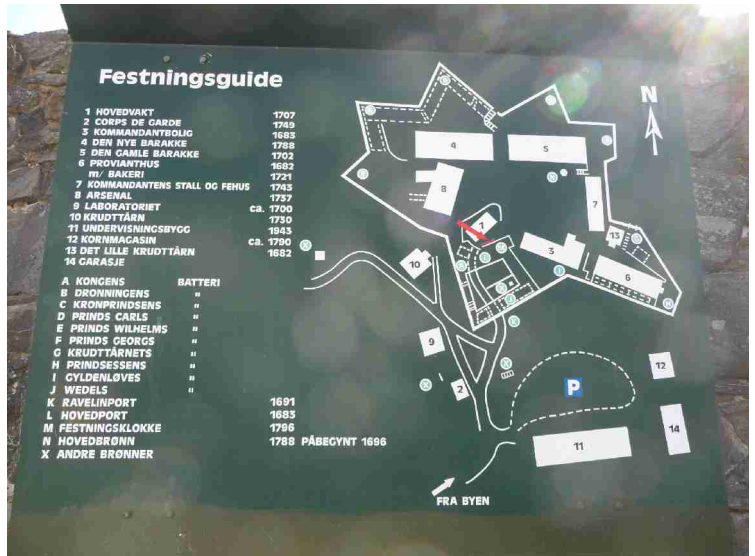 Festningsguide
1 HOVEDVAKT 1707
2 CORPS DE GARDE 1749
3 KOMMANDANTBOLIG 1683
4 DEN NYE BARAKKE 1788
5 DEN GAMLE BARAKKE 1702
6 PROVIANTHUS 1682
m/ BAKERI 1721
7 KOMMANDANTENS STALL OG FEHUS 1743
8 ARSENAL 1737
9 LABORATORIET ca. 1700
10 KRUDTTÅRN 1730
11 UNDERVISNINGSBYGG 1943
12 KORNMAGASIN ca. 1790
13 DET LILLE KRUDTTÅRN 1682
14 GARASJE
A KONGENS BATTERI
B DRONNINGENS "
C KRONPRINDSENS "
D PRINDS CARLS "
E PRINDS WILHELMS "
F PRINDS GEORGS "
G KRUDTTÅRNETS "
H PRINDSESSENS "
I GYLDENLØVES "
J WEDELS "
K RAVELINPORT 1691
L HOVEDPORT 1683
M FESTNINGSKLOKKE 1796
N HOVEDBRØNN 1788 PÅBEGYNT 1696
X ANDRE BRØNNER
N
4
5
8
7
1
13
3
6
10
H
I
J
K
X
X
X
9
2
P
12
14
11
FRA BYEN